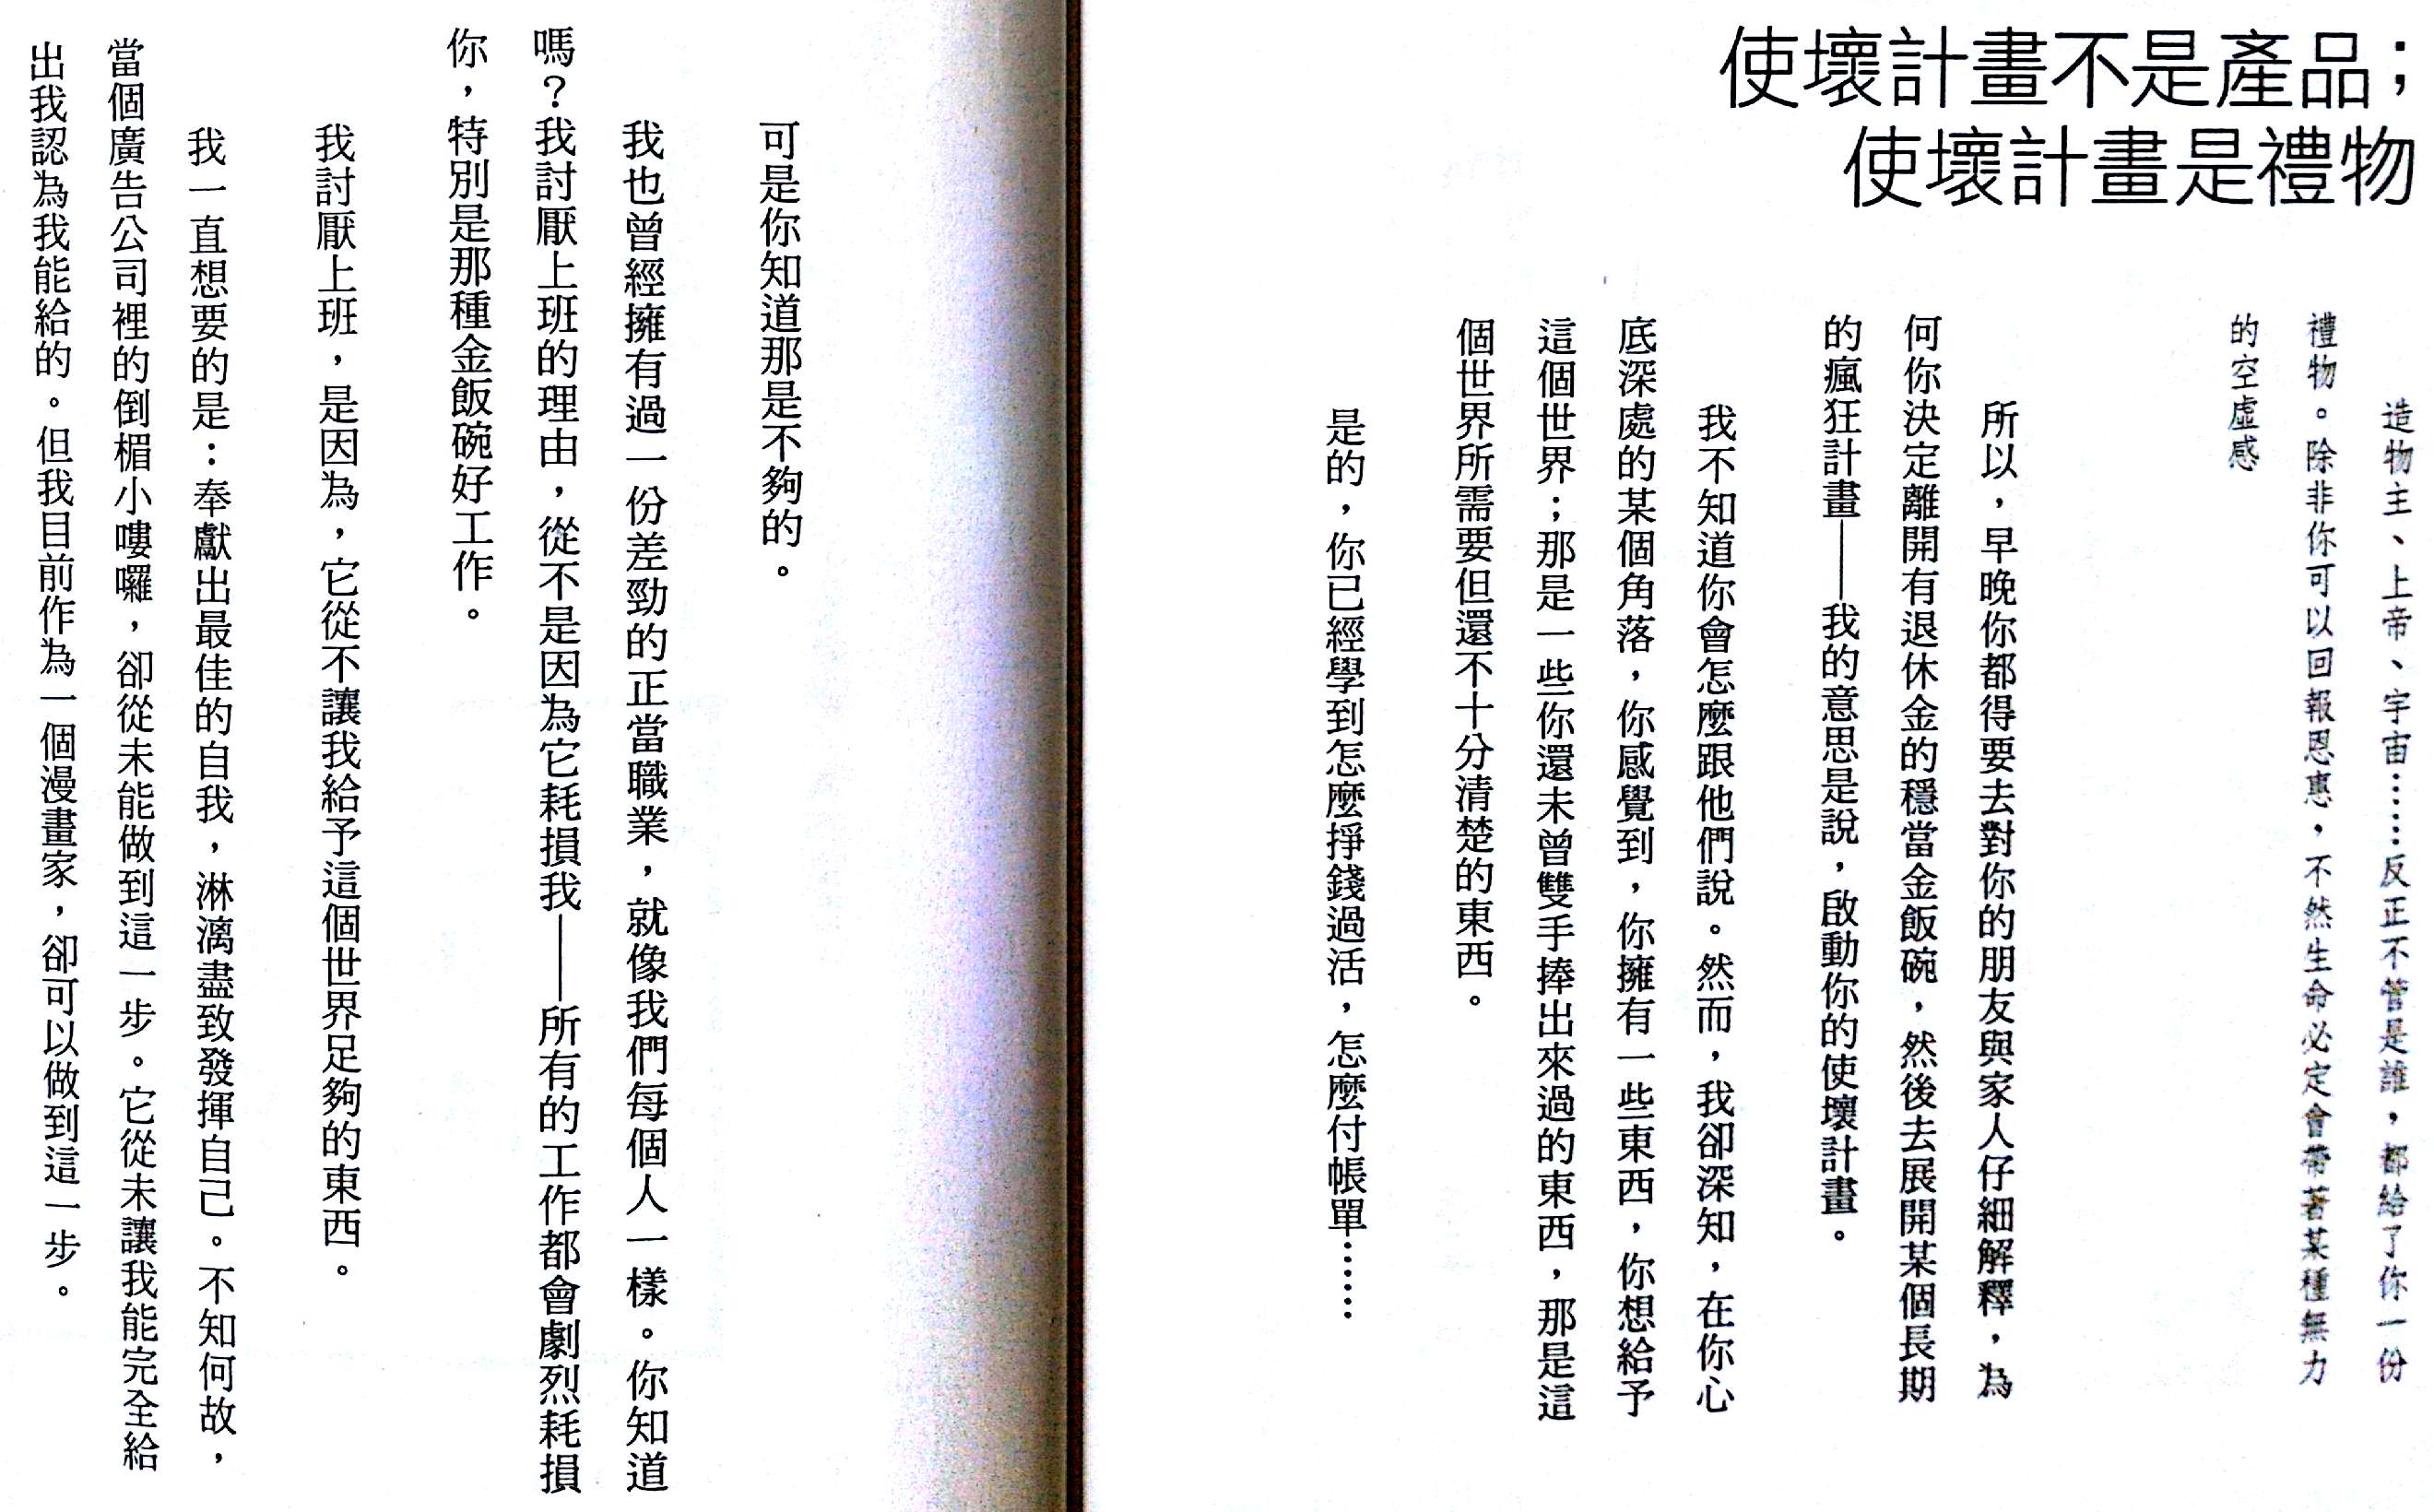 使壞計畫不是產品；
使壞計畫是禮物
造物主、上帝、宇宙……反正不管是誰，都給了你一份
禮物。除非你可以回報恩惠，不然生命必定會帶著某種無力
的空虛感
所以，早晚你都得要去對你的朋友與家人仔細解釋，為
何你決定離開有退休金的穩當金飯碗，然後去展開某個長期
的瘋狂計畫——我的意思是說，啟動你的使壞計畫。
我不知道你會怎麼跟他們說。然而，我卻深知，在你心
底深處的某個角落，你感覺到，你擁有一些東西，你想給予
這個世界；那是一些你還未曾雙手捧出來過的東西，那是這
個世界所需要但還不十分清楚的東西。
是的，你已經學到怎麼掙錢過活，怎麼付帳單……
可是你知道那是不夠的。
我也曾經擁有過一份差勁的正當職業，就像我們每個人一樣。你知道
嗎？我討厭上班的理由，從不是因為它耗損我——所有的工作都會劇烈耗損
你，特別是那種金飯碗好工作。
我討厭上班，是因為，它從不讓我給予這個世界足夠的東西。
我一直想要的是：奉獻出最佳的自我，淋漓盡致發揮自己。不知何故，
當個廣告公司裡的倒楣小嘍囉，卻從未能做到這一步。它從未讓我能完全給
出我認為我能給的。但我目前作為一個漫畫家，卻可以做到這一步。